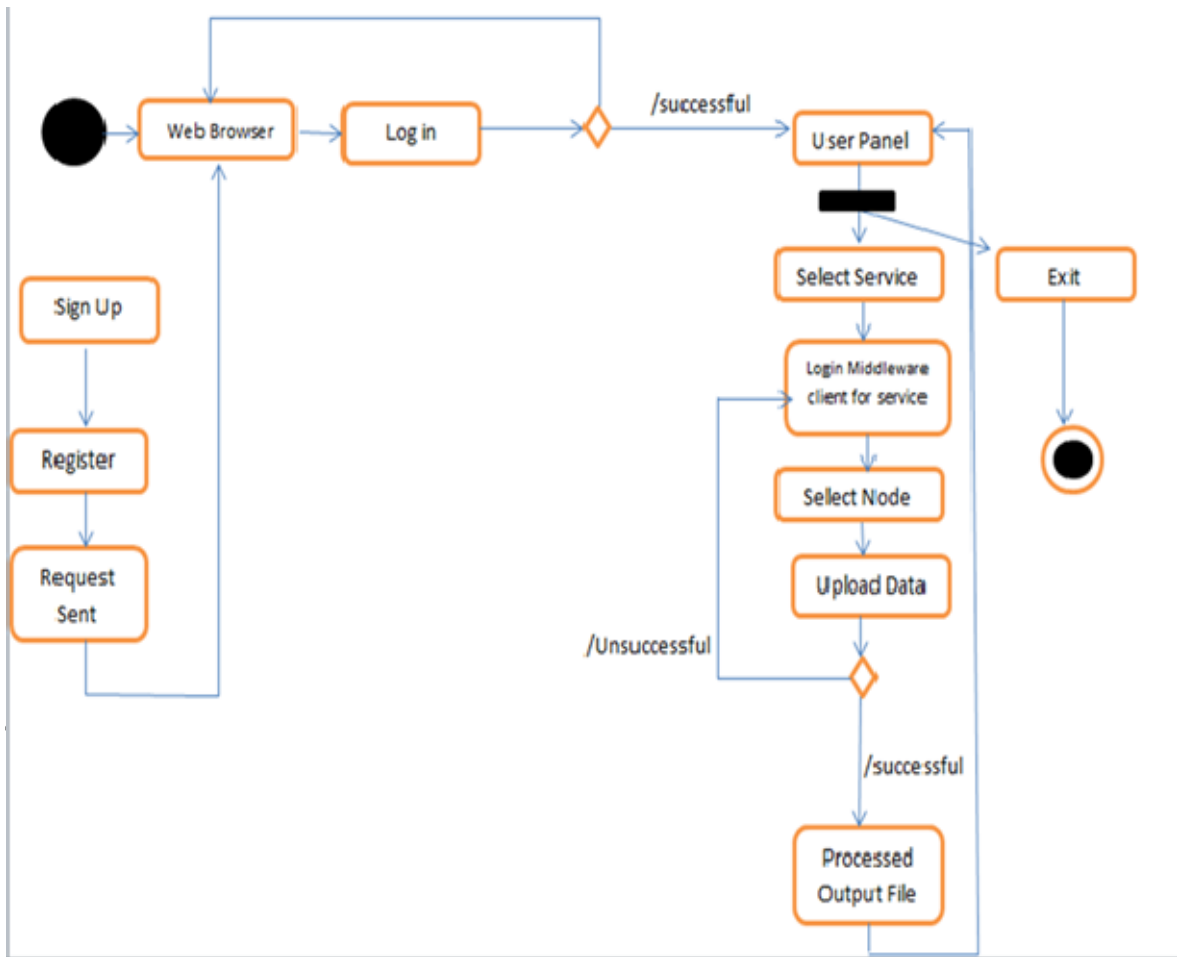 /successful
Web Browser
Log in
User Panel
Select Service
Exit
Sign Up
Login Middleware
client for service
Register
Sellect Node
Request
Sent
Upload Data
/Unsuccessful
/successful
Processed
Output File